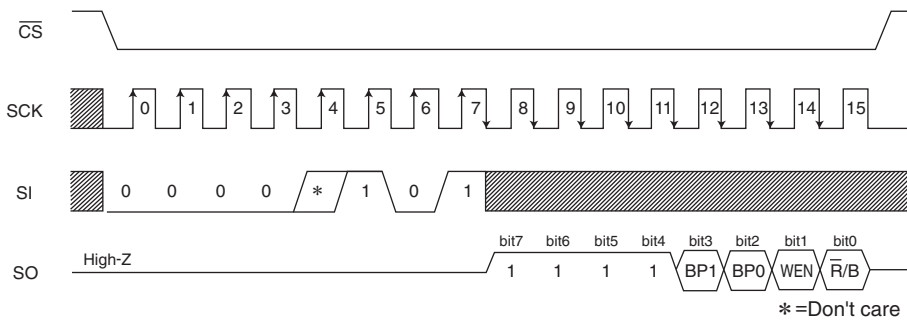 CS
SCK 0 1 2 3 4 5 6 7 8 9 10 11 12 13 14 15
SI 0 0 0 0 * 1 0 1
bit7 bit6 bit5 bit4 bit3 bit2 bit1 bit0
SO High-Z 1 1 1 1 BP1 BP0 WEN R̅/B
* =Don't care